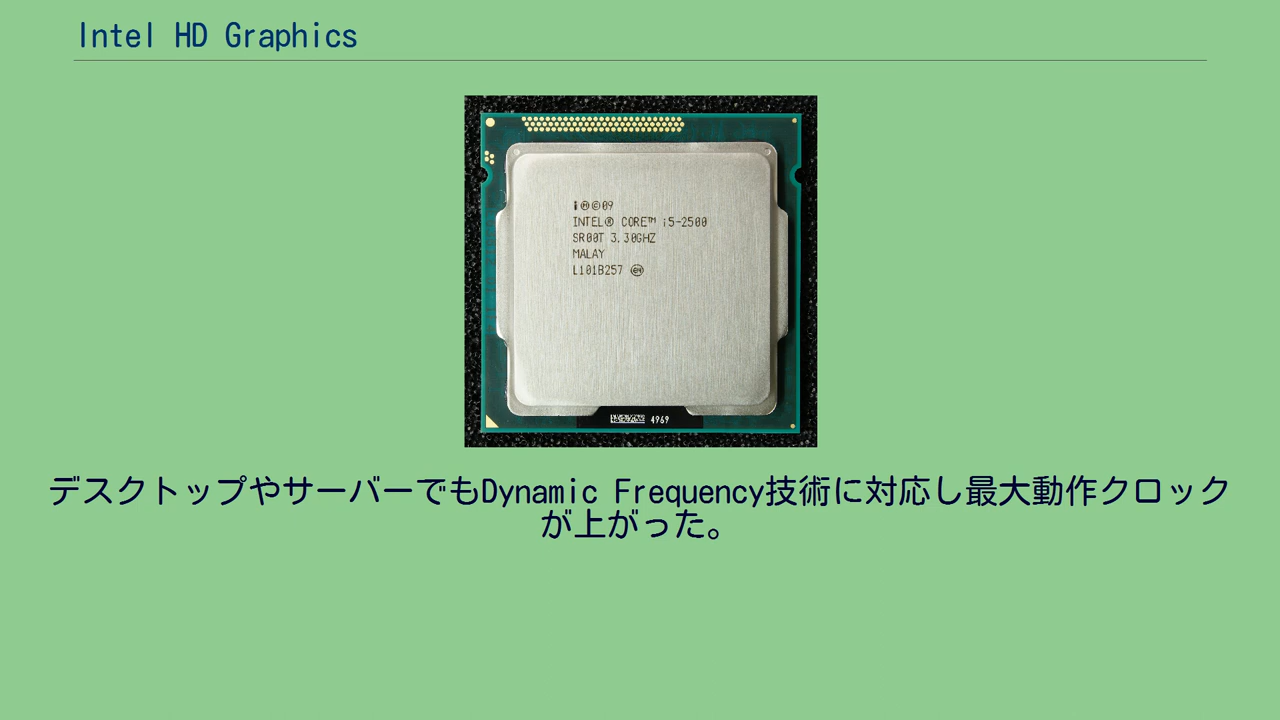 Intel HD Graphics
i Ⓜ©09
INTEL® CORE™ i5-2500
SR00T 3.30GHZ
MALAY
L101B257 e4
4969
デスクトップやサーバーでもDynamic Frequency技術に対応し最大動作クロック
が上がった。